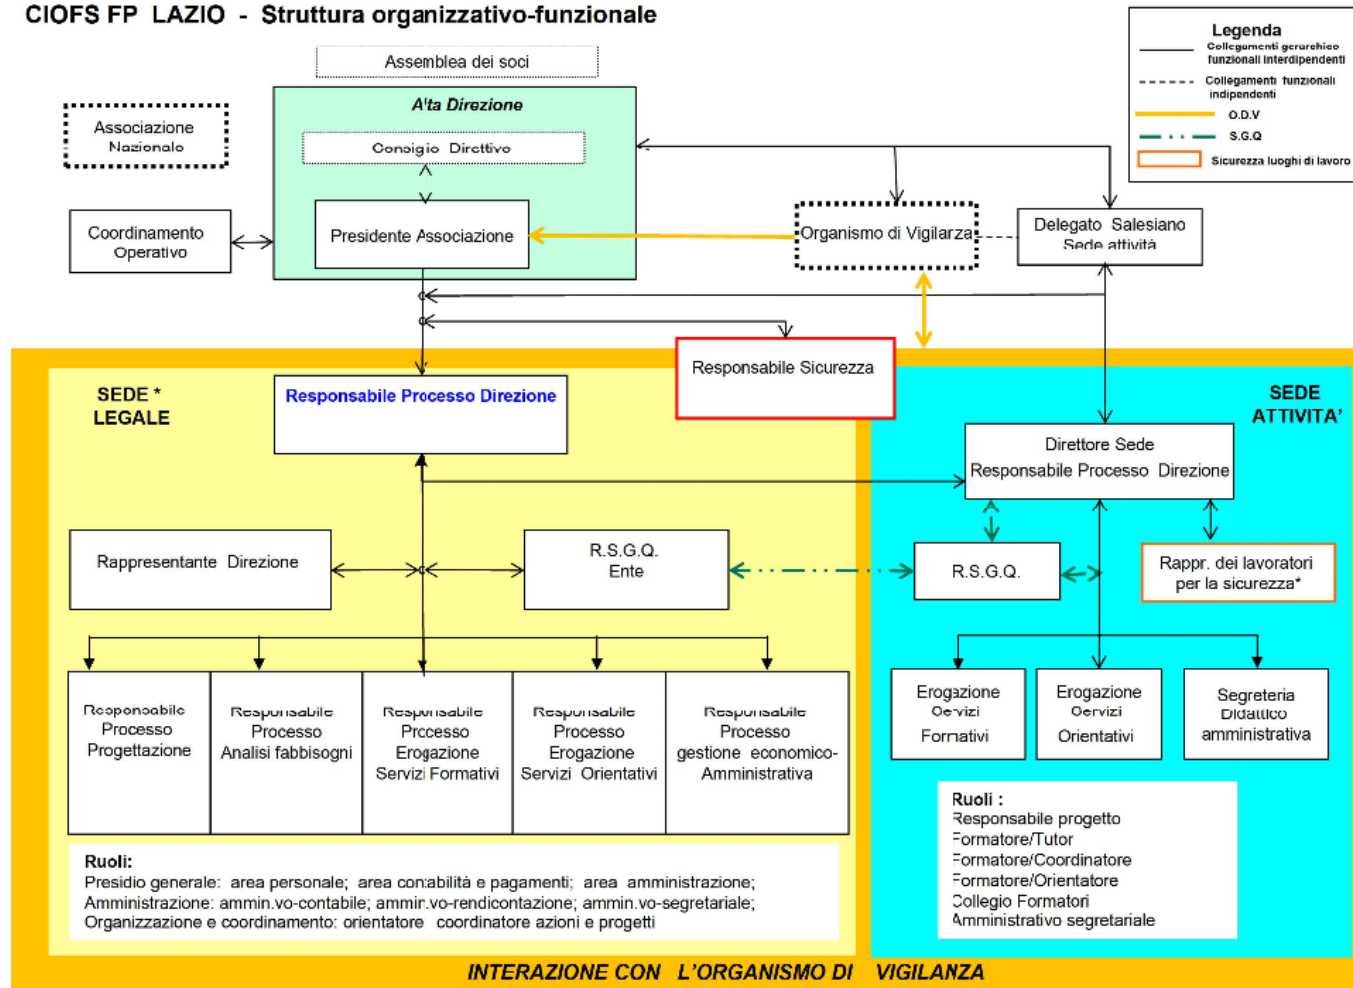 CIOFS FP LAZIO - Struttura organizzativo-funzionale
Legenda
Collegamenti gerarchico
funzionali interdipendenti
Collegamenti funzionali
indipendenti
O.D.V
S.G.Q
Sicurezza luoghi di lavoro
Assemblea dei soci
Alta Direzione
Associazione
Nazionale
Consiglio Direttivo
Coordinamento
Operativo
Presidente Associazione
Organismo di Vigilanza
Delegato Salesiano
Sede attività
Responsabile Sicurezza
SEDE *
LEGALE
Responsabile Processo Direzione
SEDE
ATTIVITA'
Direttore Sede
Responsabile Processo Direzione
Rappresentante Direzione
R.S.G.Q.
Ente
R.S.G.Q.
Rappr. dei lavoratori
per la sicurezza*
Responsabile
Processo
Progettazione
Responsabile
Processo
Analisi fabbisogni
Responsabile
Processo
Erogazione
Servizi Formativi
Responsabile
Processo
Erogazione
Servizi Orientativi
Responsabile
Processo
gestione economico-
Amministrativa
Erogazione
Servizi
Formativi
Erogazione
Servizi
Orientativi
Segreteria
Didattico
amministrativa
Ruoli:
Presidio generale: area personale; area contabilità e pagamenti; area amministrazione;
Amministrazione: ammin.vo-contabile; ammin.vo-rendicontazione; ammin.vo-segretariale;
Organizzazione e coordinamento: orientatore coordinatore azioni e progetti
Ruoli :
Responsabile progetto
Formatore/Tutor
Formatore/Coordinatore
Formatore/Orientatore
Collegio Formatori
Amministrativo segretariale
INTERAZIONE CON L'ORGANISMO DI VIGILANZA